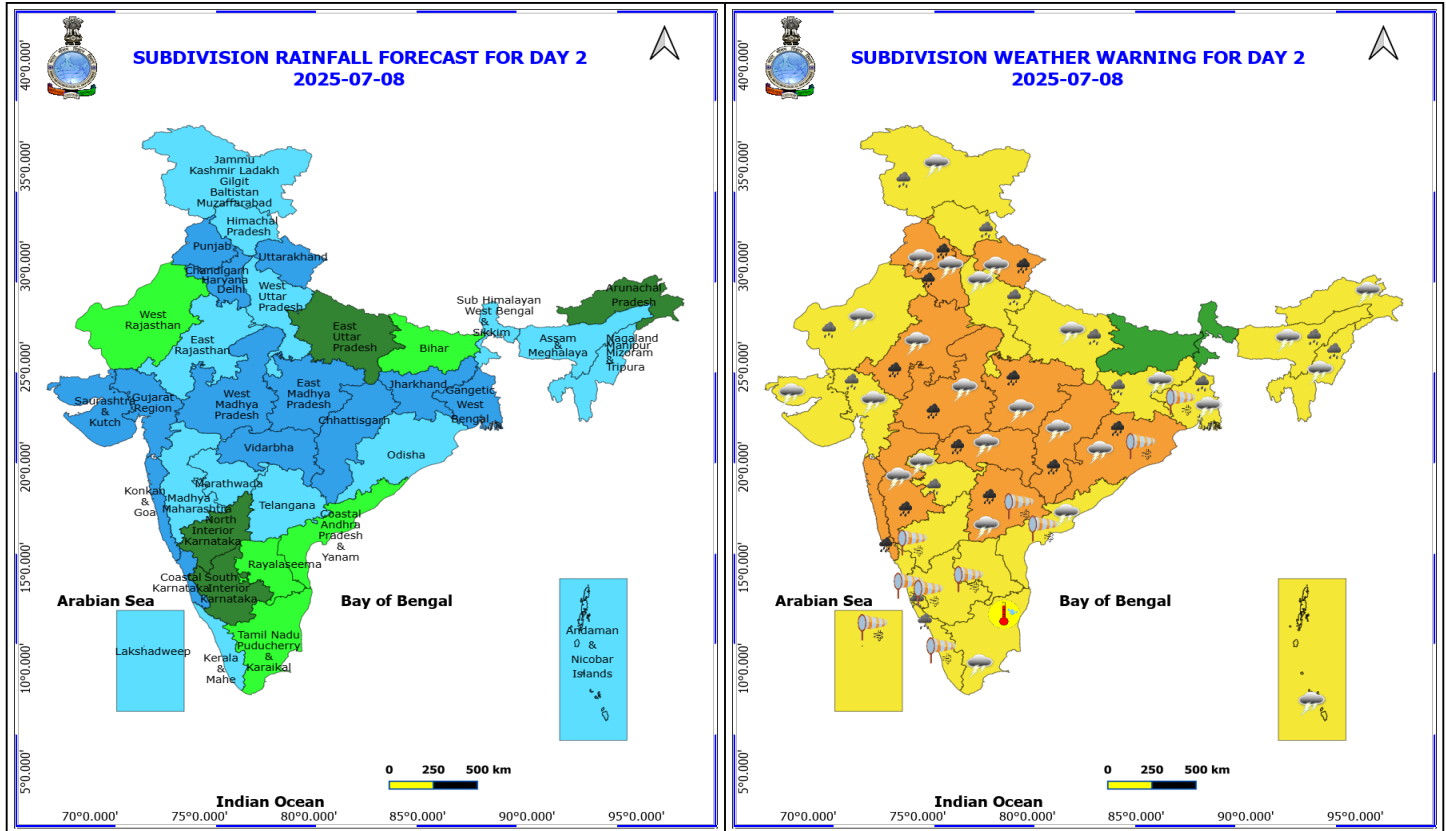 SUBDIVISION RAINFALL FORECAST FOR DAY 2
2025-07-08
40°0.000'
35°0.000'
30°0.000'
25°0.000'
20°0.000'
15°0.000'
10°0.000'
5°0.000'
Jammu
Kashmir Ladakh
Gilgit
Baltistan
Muzaffarabad
Himachal
Pradesh
Punjab
Uttarakhand
Chandigarh
Haryana
Delhi
West
Uttar
Pradesh
West
Rajasthan
East
Rajasthan
East
Uttar
Pradesh
Bihar
Sub Himalayan
West Bengal
&
Sikkim
Arunachal
Pradesh
Assam
&
Meghalaya
Nagaland
Manipur
Mizoram
&
Tripura
Saurashtra
&
Kutch
Gujarat
Region
West
Madhya
Pradesh
East
Madhya
Pradesh
Jharkhand
Gangetic
West
Bengal
Chhattisgarh
Vidarbha
Odisha
Konkan
&
Goa
Madhya
Maharashtra
Marathwada
Telangana
North
Interior
Karnataka
Coastal
Andhra
Pradesh
&
Yanam
Rayalaseema
Coastal
Karnataka
South
Interior
Karnataka
Tamil Nadu
Puducherry
&
Karaikal
Kerala
&
Mahe
Arabian Sea
Bay of Bengal
Lakshadweep
Andaman
&
Nicobar
Islands
0 250 500 km
Indian Ocean
70°0.000' 75°0.000' 80°0.000' 85°0.000' 90°0.000' 95°0.000'
SUBDIVISION WEATHER WARNING FOR DAY 2
2025-07-08
40°0.000'
35°0.000'
30°0.000'
25°0.000'
20°0.000'
15°0.000'
10°0.000'
5°0.000'
Arabian Sea
Bay of Bengal
0 250 500 km
Indian Ocean
70°0.000' 75°0.000' 80°0.000' 85°0.000' 90°0.000' 95°0.000'